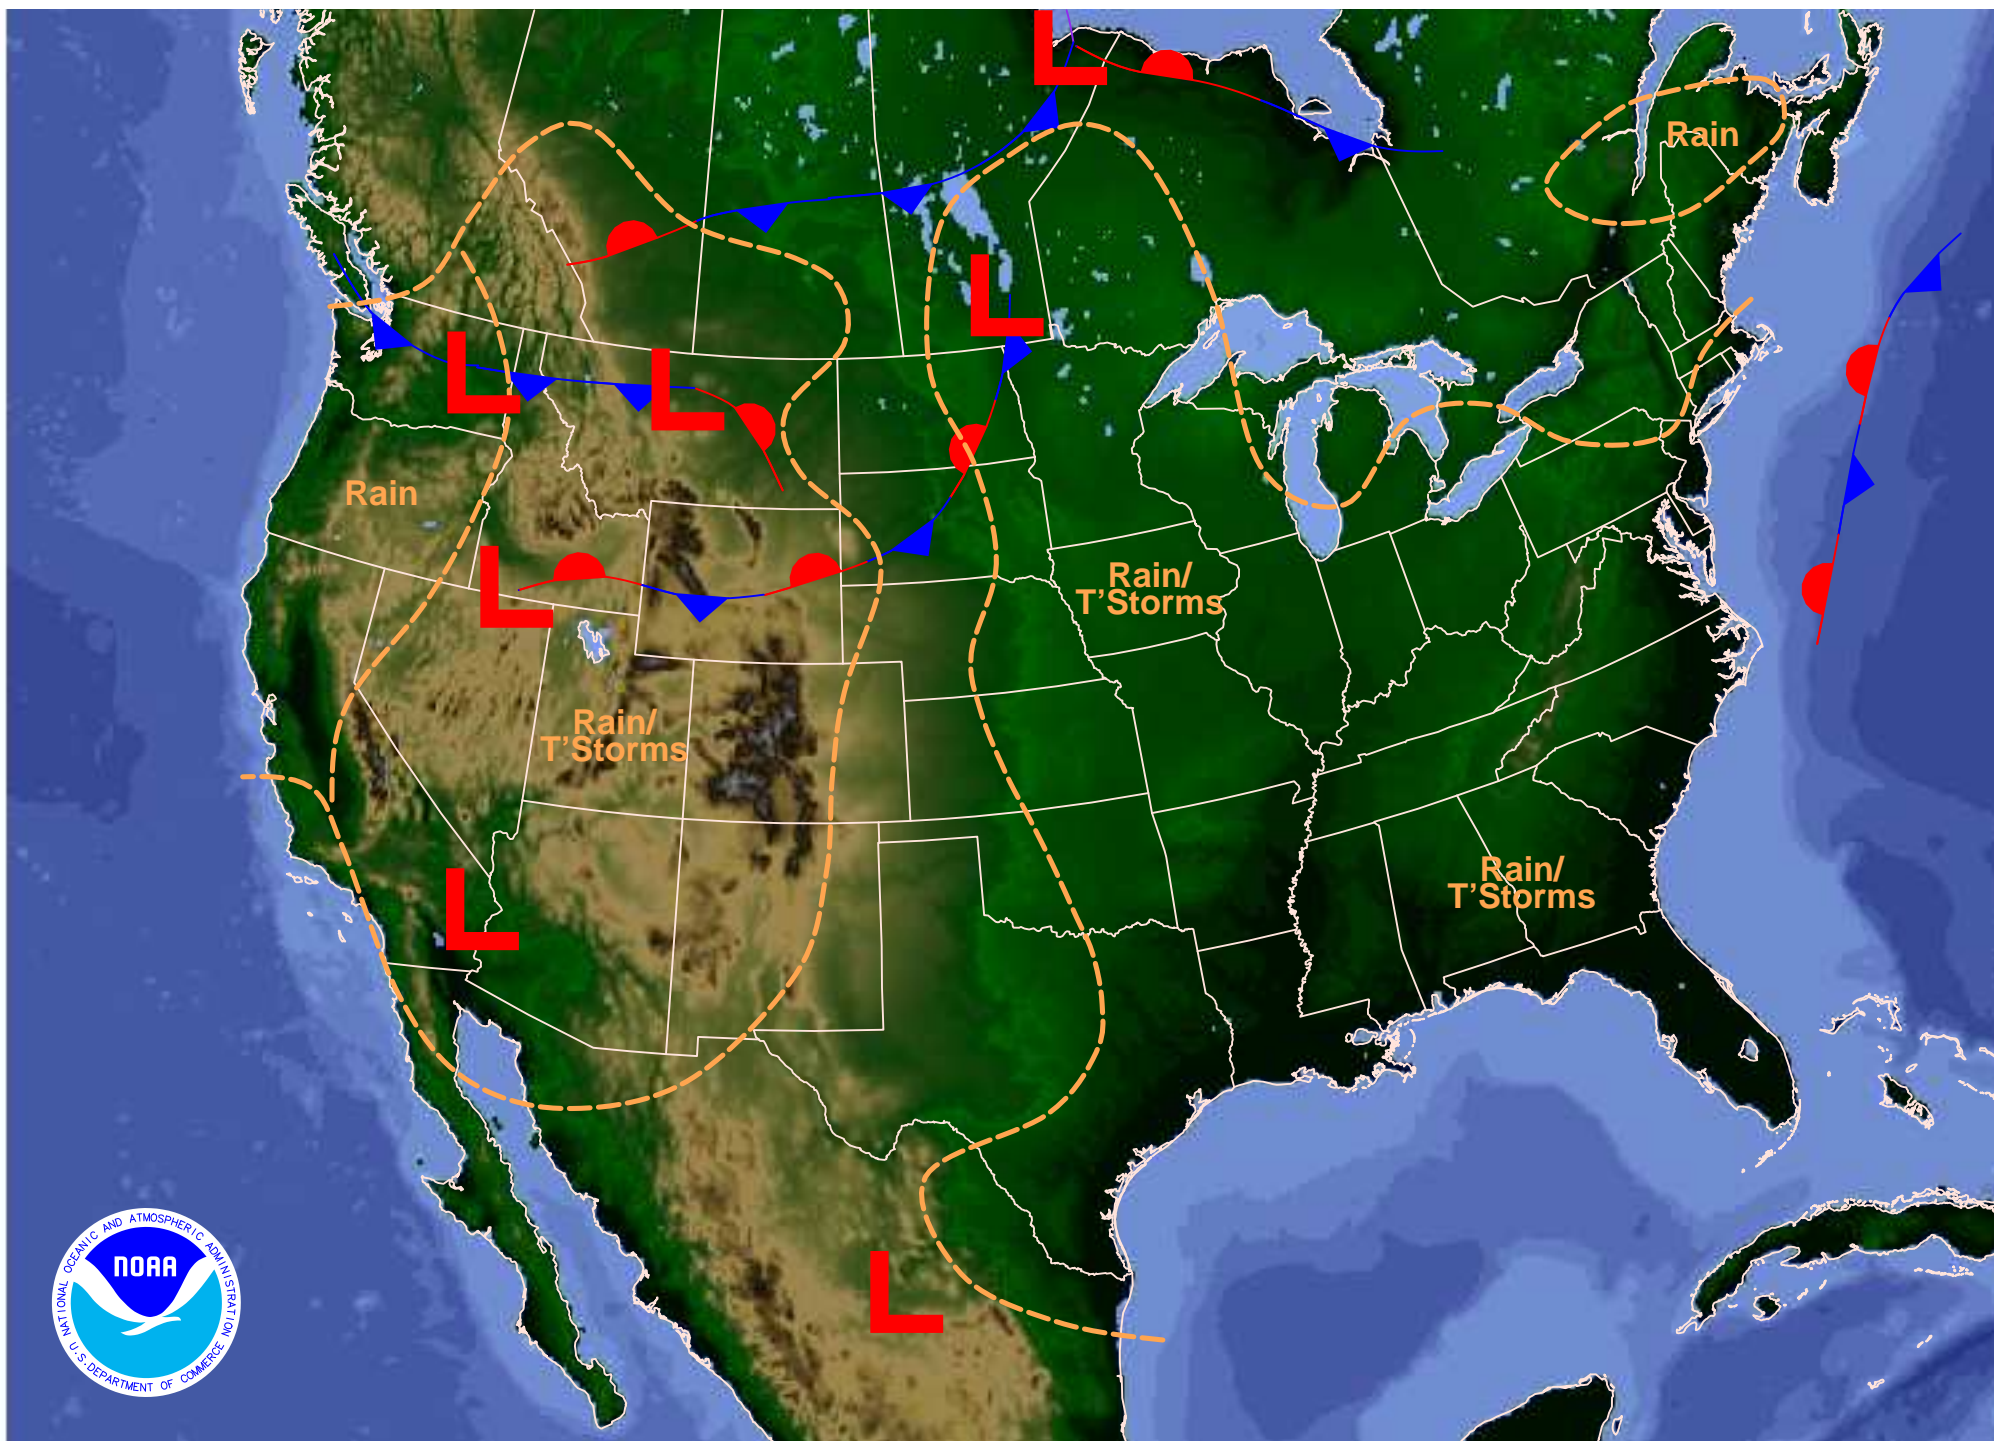 L
Rain
L
L
L
Rain
L
Rain/
T'Storms
Rain/
T'Storms
L
Rain/
T'Storms
L
NATIONAL OCEANIC AND ATMOSPHERIC ADMINISTRATION
NOAA
U.S. DEPARTMENT OF COMMERCE
L